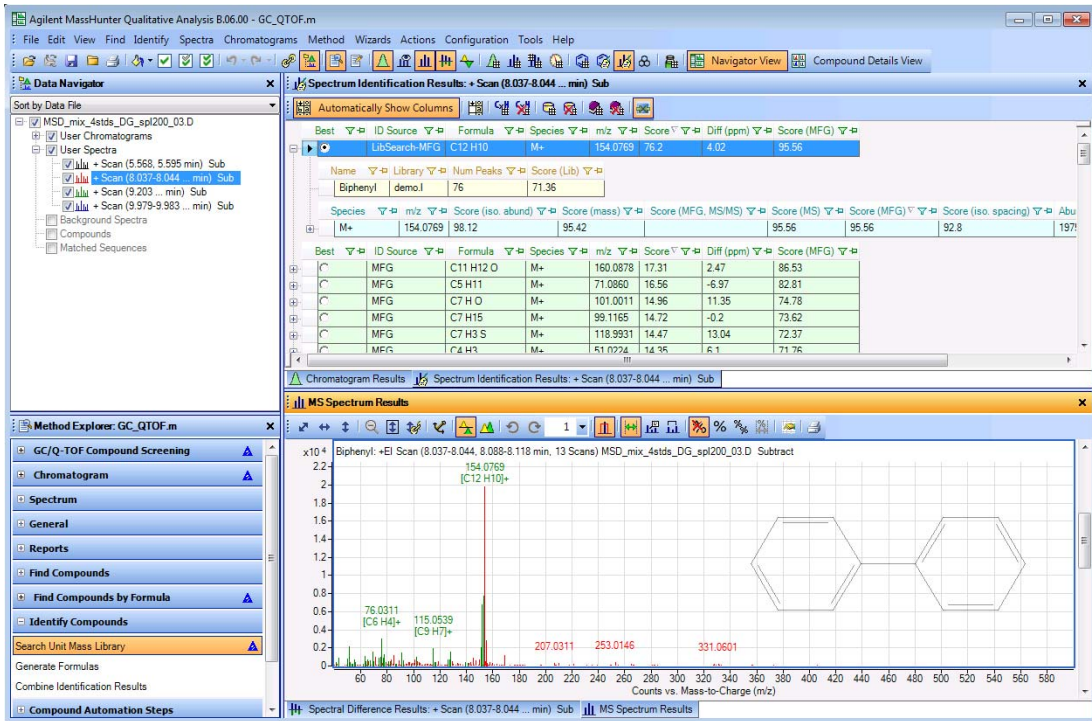 Agilent MassHunter Qualitative Analysis B.06.00 - GC_QTOF.m
File Edit View Find Identify Spectra Chromatograms Method Wizards Actions Configuration Tools Help
Navigator View Compound Details View
Data Navigator
Sort by Data File
MSD_mix_4stds_DG_spl200_03.D
User Chromatograms
User Spectra
+ Scan (5.568, 5.595 min) Sub
+ Scan (8.037-8.044 ... min) Sub
+ Scan (9.203 ... min) Sub
+ Scan (9.979-9.983 ... min) Sub
Background Spectra
Compounds
Matched Sequences
Spectrum Identification Results: + Scan (8.037-8.044 ... min) Sub
Automatically Show Columns
Best ID Source Formula Species m/z Score Diff (ppm) Score (MFG)
LibSearch-MFG C12 H10 M+ 154.0769 76.2 4.02 95.56
Name Library Num Peaks Score (Lib)
Biphenyl demo.l 76 71.36
Species m/z Score (iso. abund) Score (mass) Score (MFG, MS/MS) Score (MS) Score (MFG) Score (iso. spacing) Abu
M+ 154.0769 98.12 95.42 95.56 95.56 92.8
Best ID Source Formula Species m/z Score Diff (ppm) Score (MFG)
MFG C11 H12 O M+ 160.0878 17.31 2.47 86.53
MFG C5 H11 M+ 71.0860 16.56 -6.97 82.81
MFG C7 H O M+ 101.0011 14.96 11.35 74.78
MFG C7 H15 M+ 99.1165 14.72 -0.2 73.62
MFG C7 H3 S M+ 118.9931 14.47 13.04 72.37
MFG C4 H3 M+ 51.0224 14.35 6.1 71.76
Chromatogram Results Spectrum Identification Results: + Scan (8.037-8.044 ... min) Sub
Method Explorer: GC_QTOF.m
GC/Q-TOF Compound Screening
Chromatogram
Spectrum
General
Reports
Find Compounds
Find Compounds by Formula
Identify Compounds
Search Unit Mass Library
Generate Formulas
Combine Identification Results
Compound Automation Steps
MS Spectrum Results
1
x10 4 Biphenyl: +EI Scan (8.037-8.044, 8.088-8.118 min, 13 Scans) MSD_mix_4stds_DG_spl200_03.D Subtract
2.2
2
1.8
1.6
1.4
1.2
1
0.8
0.6
0.4
0.2
0
154.0769
[C12 H10]+
76.0311
[C6 H4]+
115.0539
[C9 H7]+
207.0311 253.0146 331.0601
60 80 100 120 140 160 180 200 220 240 260 280 300 320 340 360 380 400 420 440 460 480 500 520 540 560 580
Counts vs. Mass-to-Charge (m/z)
Spectral Difference Results: + Scan (8.037-8.044 ... min) Sub MS Spectrum Results